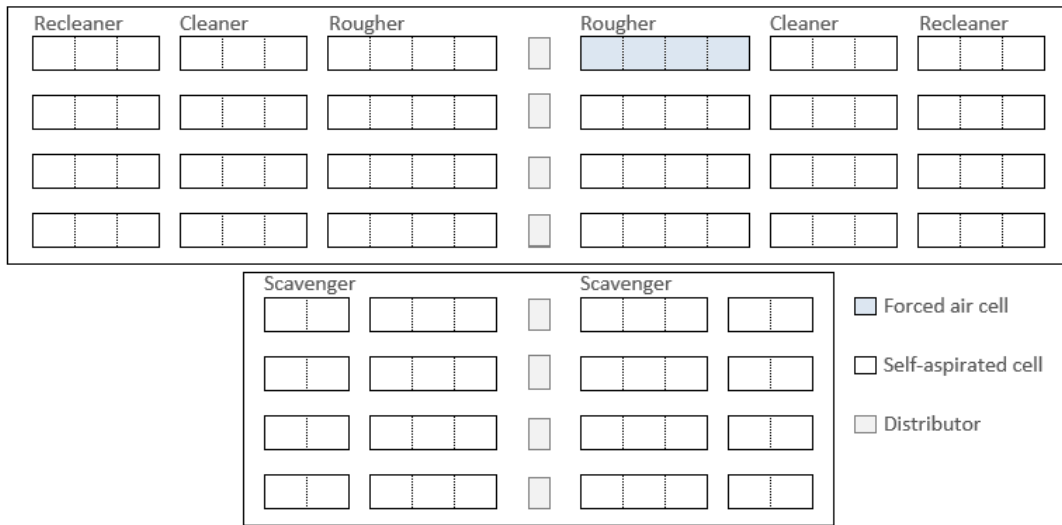 Recleaner Cleaner Rougher Rougher Cleaner Recleaner
Scavenger Scavenger
Forced air cell
Self-aspirated cell
Distributor